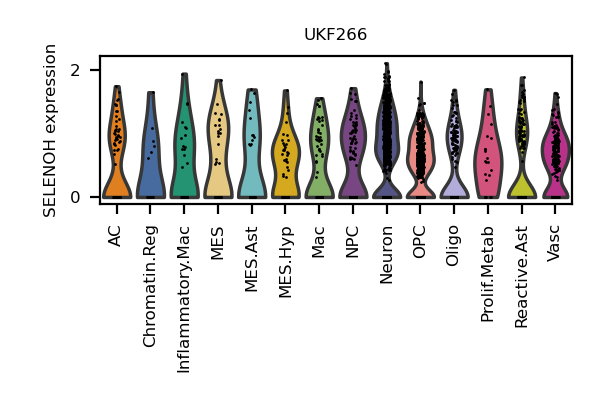 UKF266
SELENOH expression
2
0
AC
Chromatin.Reg
Inflammatory.Mac
MES
MES.Ast
MES.Hyp
Mac
NPC
Neuron
OPC
Oligo
Prolif.Metab
Reactive.Ast
Vasc